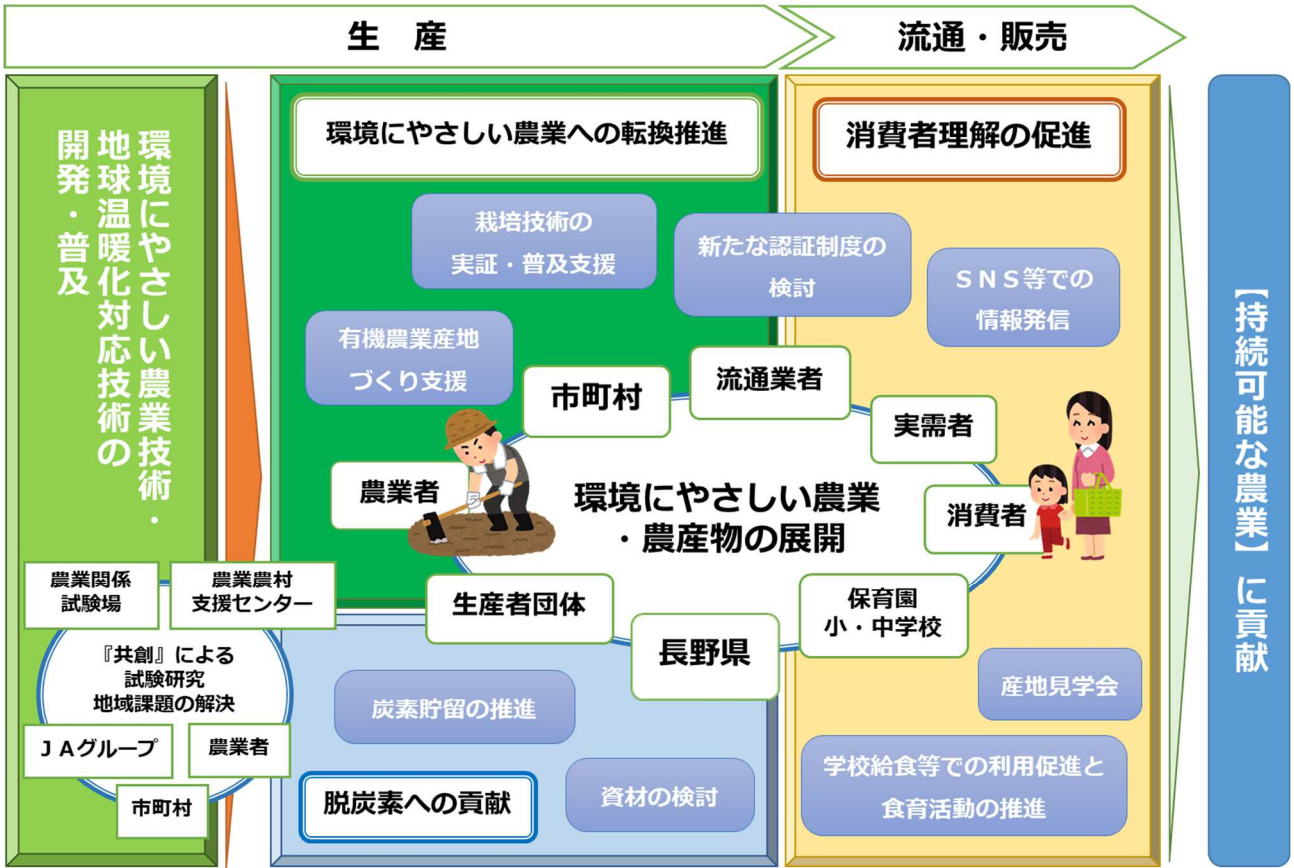 生　産
流通・販売
環境にやさしい農業技術・
地球温暖化対応技術の
開発・普及
農業関係
試験場
農業農村
支援センター
『共創』による
試験研究
地域課題の解決
ＪＡグループ
農業者
市町村
環境にやさしい農業への転換推進
栽培技術の
実証・普及支援
新たな認証制度の
検討
有機農業産地
づくり支援
市町村
流通業者
実需者
農業者
消費者
環境にやさしい農業
・農産物の展開
生産者団体
長野県
保育園
小・中学校
炭素貯留の推進
資材の検討
脱炭素への貢献
消費者理解の促進
ＳＮＳ等での
情報発信
産地見学会
学校給食等での利用促進と
食育活動の推進
【持続可能な農業】に貢献